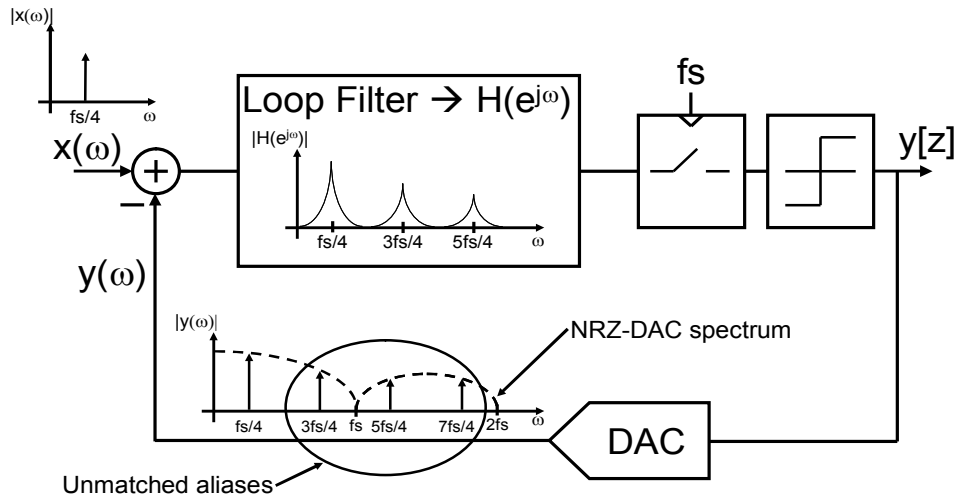 |x(ω)|
fs/4 ω
x(ω)
+
−
Loop Filter → H(e^jω)
|H(e^jω)|
fs/4 3fs/4 5fs/4 ω
fs
y[z]
y(ω)
|y(ω)|
fs/4 3fs/4 fs 5fs/4 7fs/4 2fs ω
NRZ-DAC spectrum
DAC
Unmatched aliases